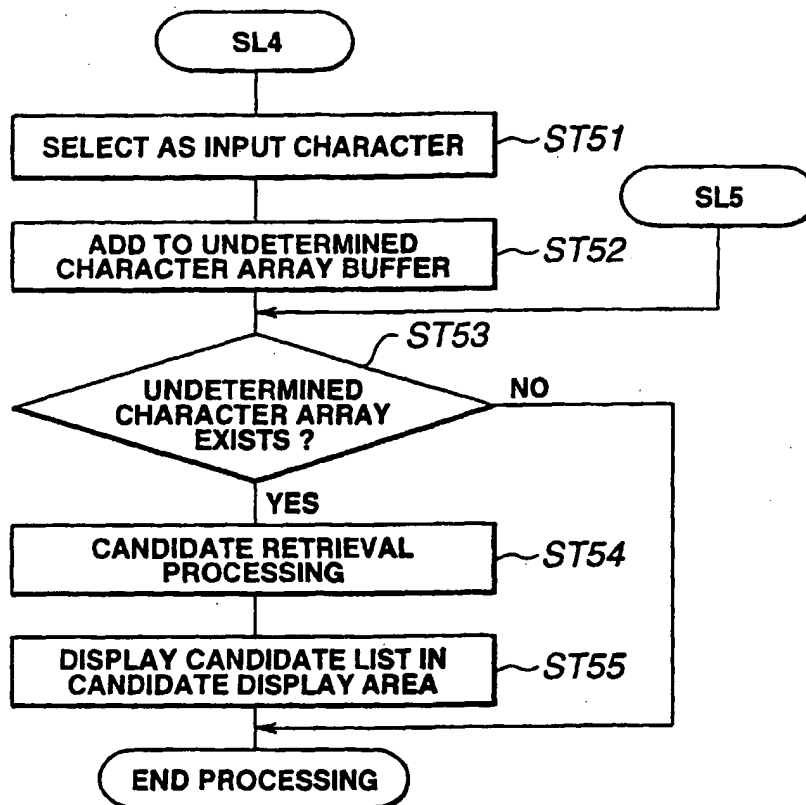 SL4
SELECT AS INPUT CHARACTER
ST51
SL5
ADD TO UNDETERMINED
CHARACTER ARRAY BUFFER
ST52
ST53
UNDETERMINED
CHARACTER ARRAY
EXISTS ?
NO
YES
CANDIDATE RETRIEVAL
PROCESSING
ST54
DISPLAY CANDIDATE LIST IN
CANDIDATE DISPLAY AREA
ST55
END PROCESSING